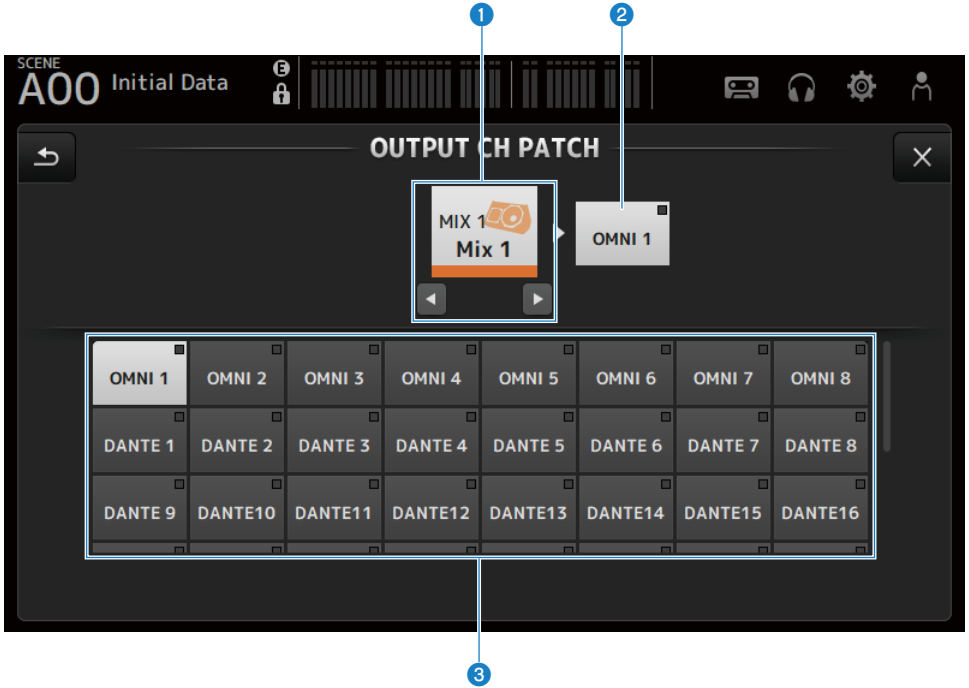 1 2
SCENE
A00 Initial Data E
OUTPUT CH PATCH
MIX 1
Mix 1
OMNI 1
OMNI 1 OMNI 2 OMNI 3 OMNI 4 OMNI 5 OMNI 6 OMNI 7 OMNI 8
DANTE 1 DANTE 2 DANTE 3 DANTE 4 DANTE 5 DANTE 6 DANTE 7 DANTE 8
DANTE 9 DANTE10 DANTE11 DANTE12 DANTE13 DANTE14 DANTE15 DANTE16
3